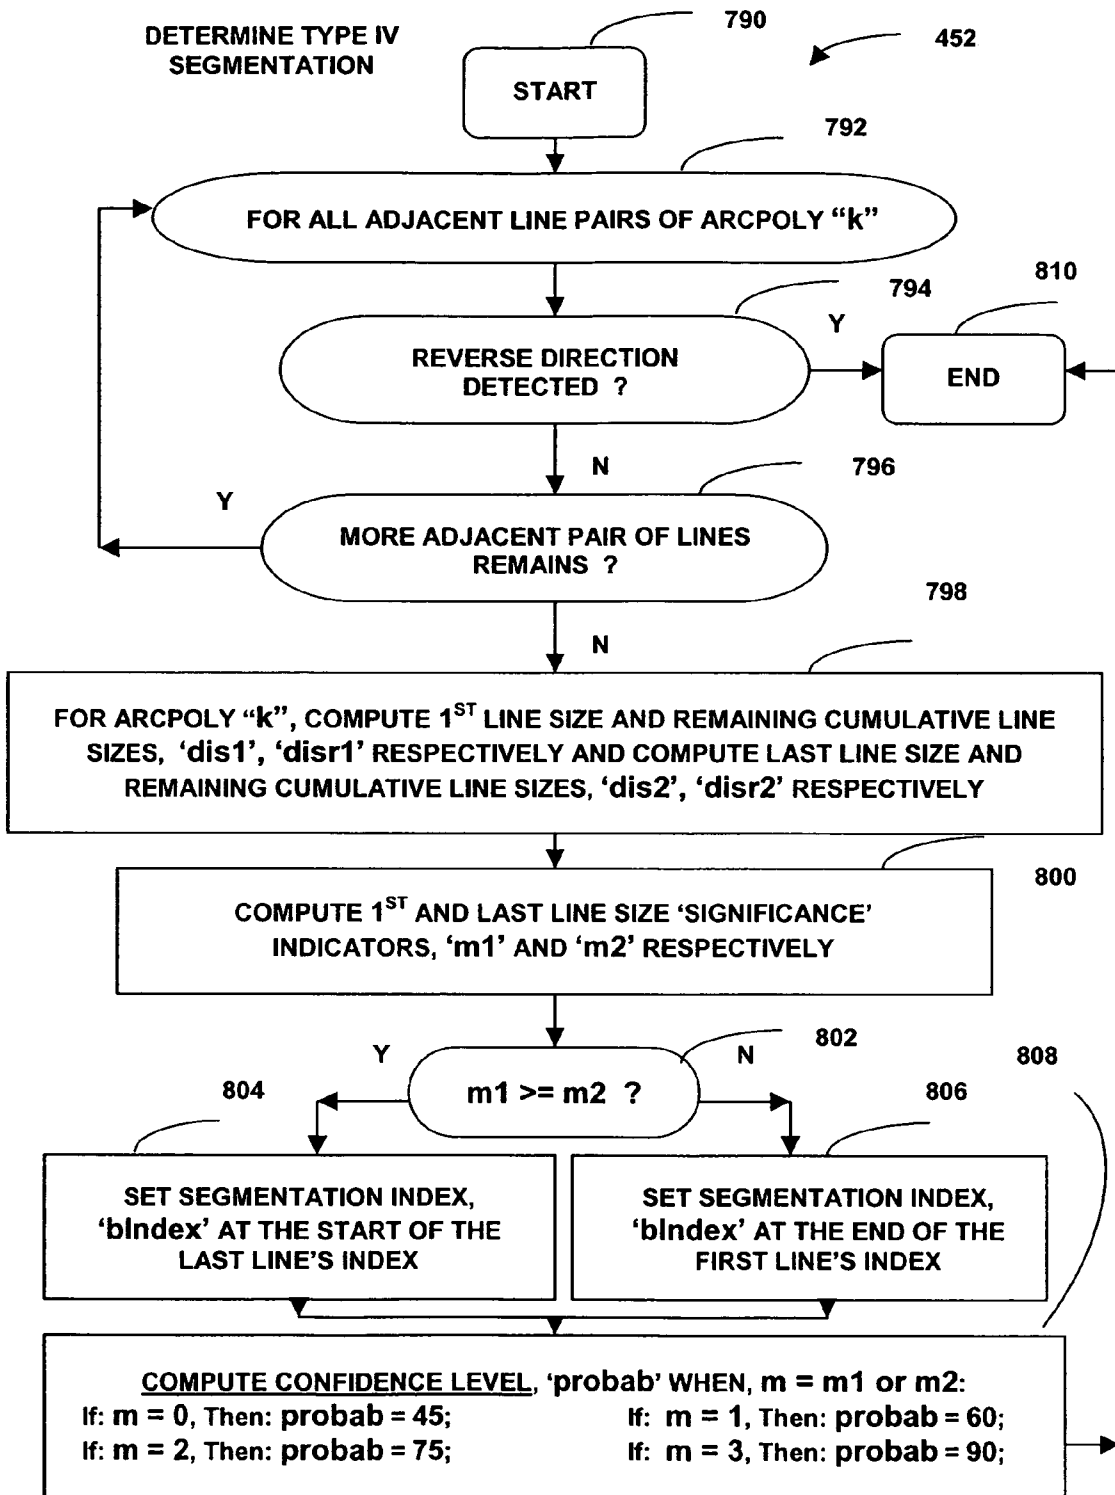 DETERMINE TYPE IV
SEGMENTATION
790
452
START
792
FOR ALL ADJACENT LINE PAIRS OF ARCPOLY “k”
794
810
Y
REVERSE DIRECTION
DETECTED ?
END
N
796
Y
MORE ADJACENT PAIR OF LINES
REMAINS ?
798
N
FOR ARCPOLY “k”, COMPUTE 1ST LINE SIZE AND REMAINING CUMULATIVE LINE
SIZES, ‘dis1’, ‘disr1’ RESPECTIVELY AND COMPUTE LAST LINE SIZE AND
REMAINING CUMULATIVE LINE SIZES, ‘dis2’, ‘disr2’ RESPECTIVELY
800
COMPUTE 1ST AND LAST LINE SIZE ‘SIGNIFICANCE’
INDICATORS, ‘m1’ AND ‘m2’ RESPECTIVELY
802
Y
N
808
m1 >= m2 ?
804
806
SET SEGMENTATION INDEX,
‘bIndex’ AT THE START OF THE
LAST LINE’S INDEX
SET SEGMENTATION INDEX,
‘bIndex’ AT THE END OF THE
FIRST LINE’S INDEX
COMPUTE CONFIDENCE LEVEL, ‘probab’ WHEN, m = m1 or m2:
If: m = 0, Then: probab = 45; If: m = 1, Then: probab = 60;
If: m = 2, Then: probab = 75; If: m = 3, Then: probab = 90;